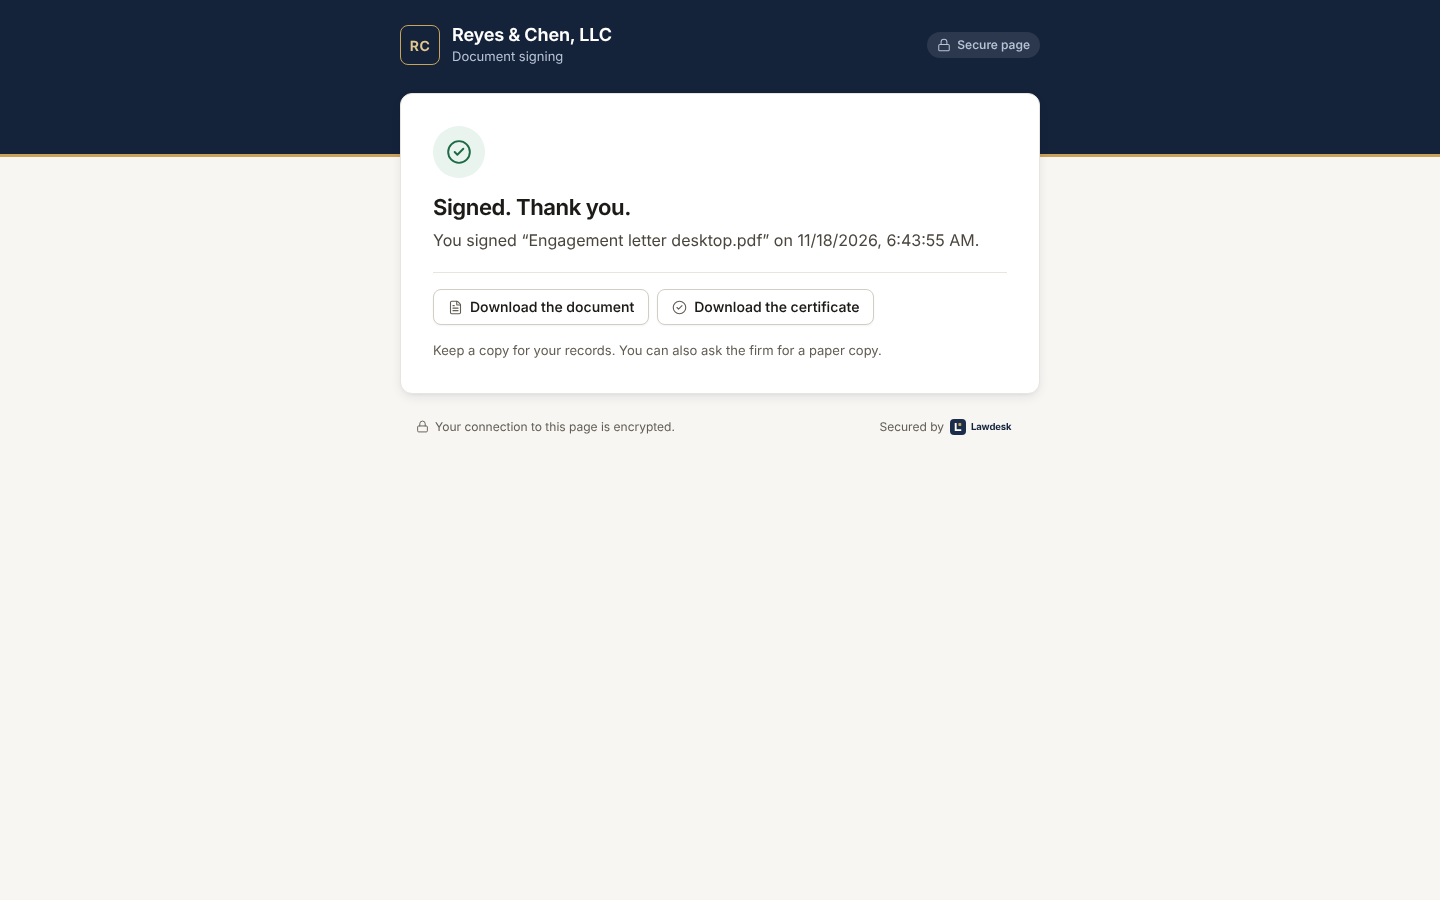 RC
Reyes & Chen, LLC
Document signing
Secure page
Signed. Thank you.
You signed “Engagement letter desktop.pdf” on 11/18/2026, 6:43:55 AM.
Download the document
Download the certificate
Keep a copy for your records. You can also ask the firm for a paper copy.
Your connection to this page is encrypted.
Secured by L Lawdesk